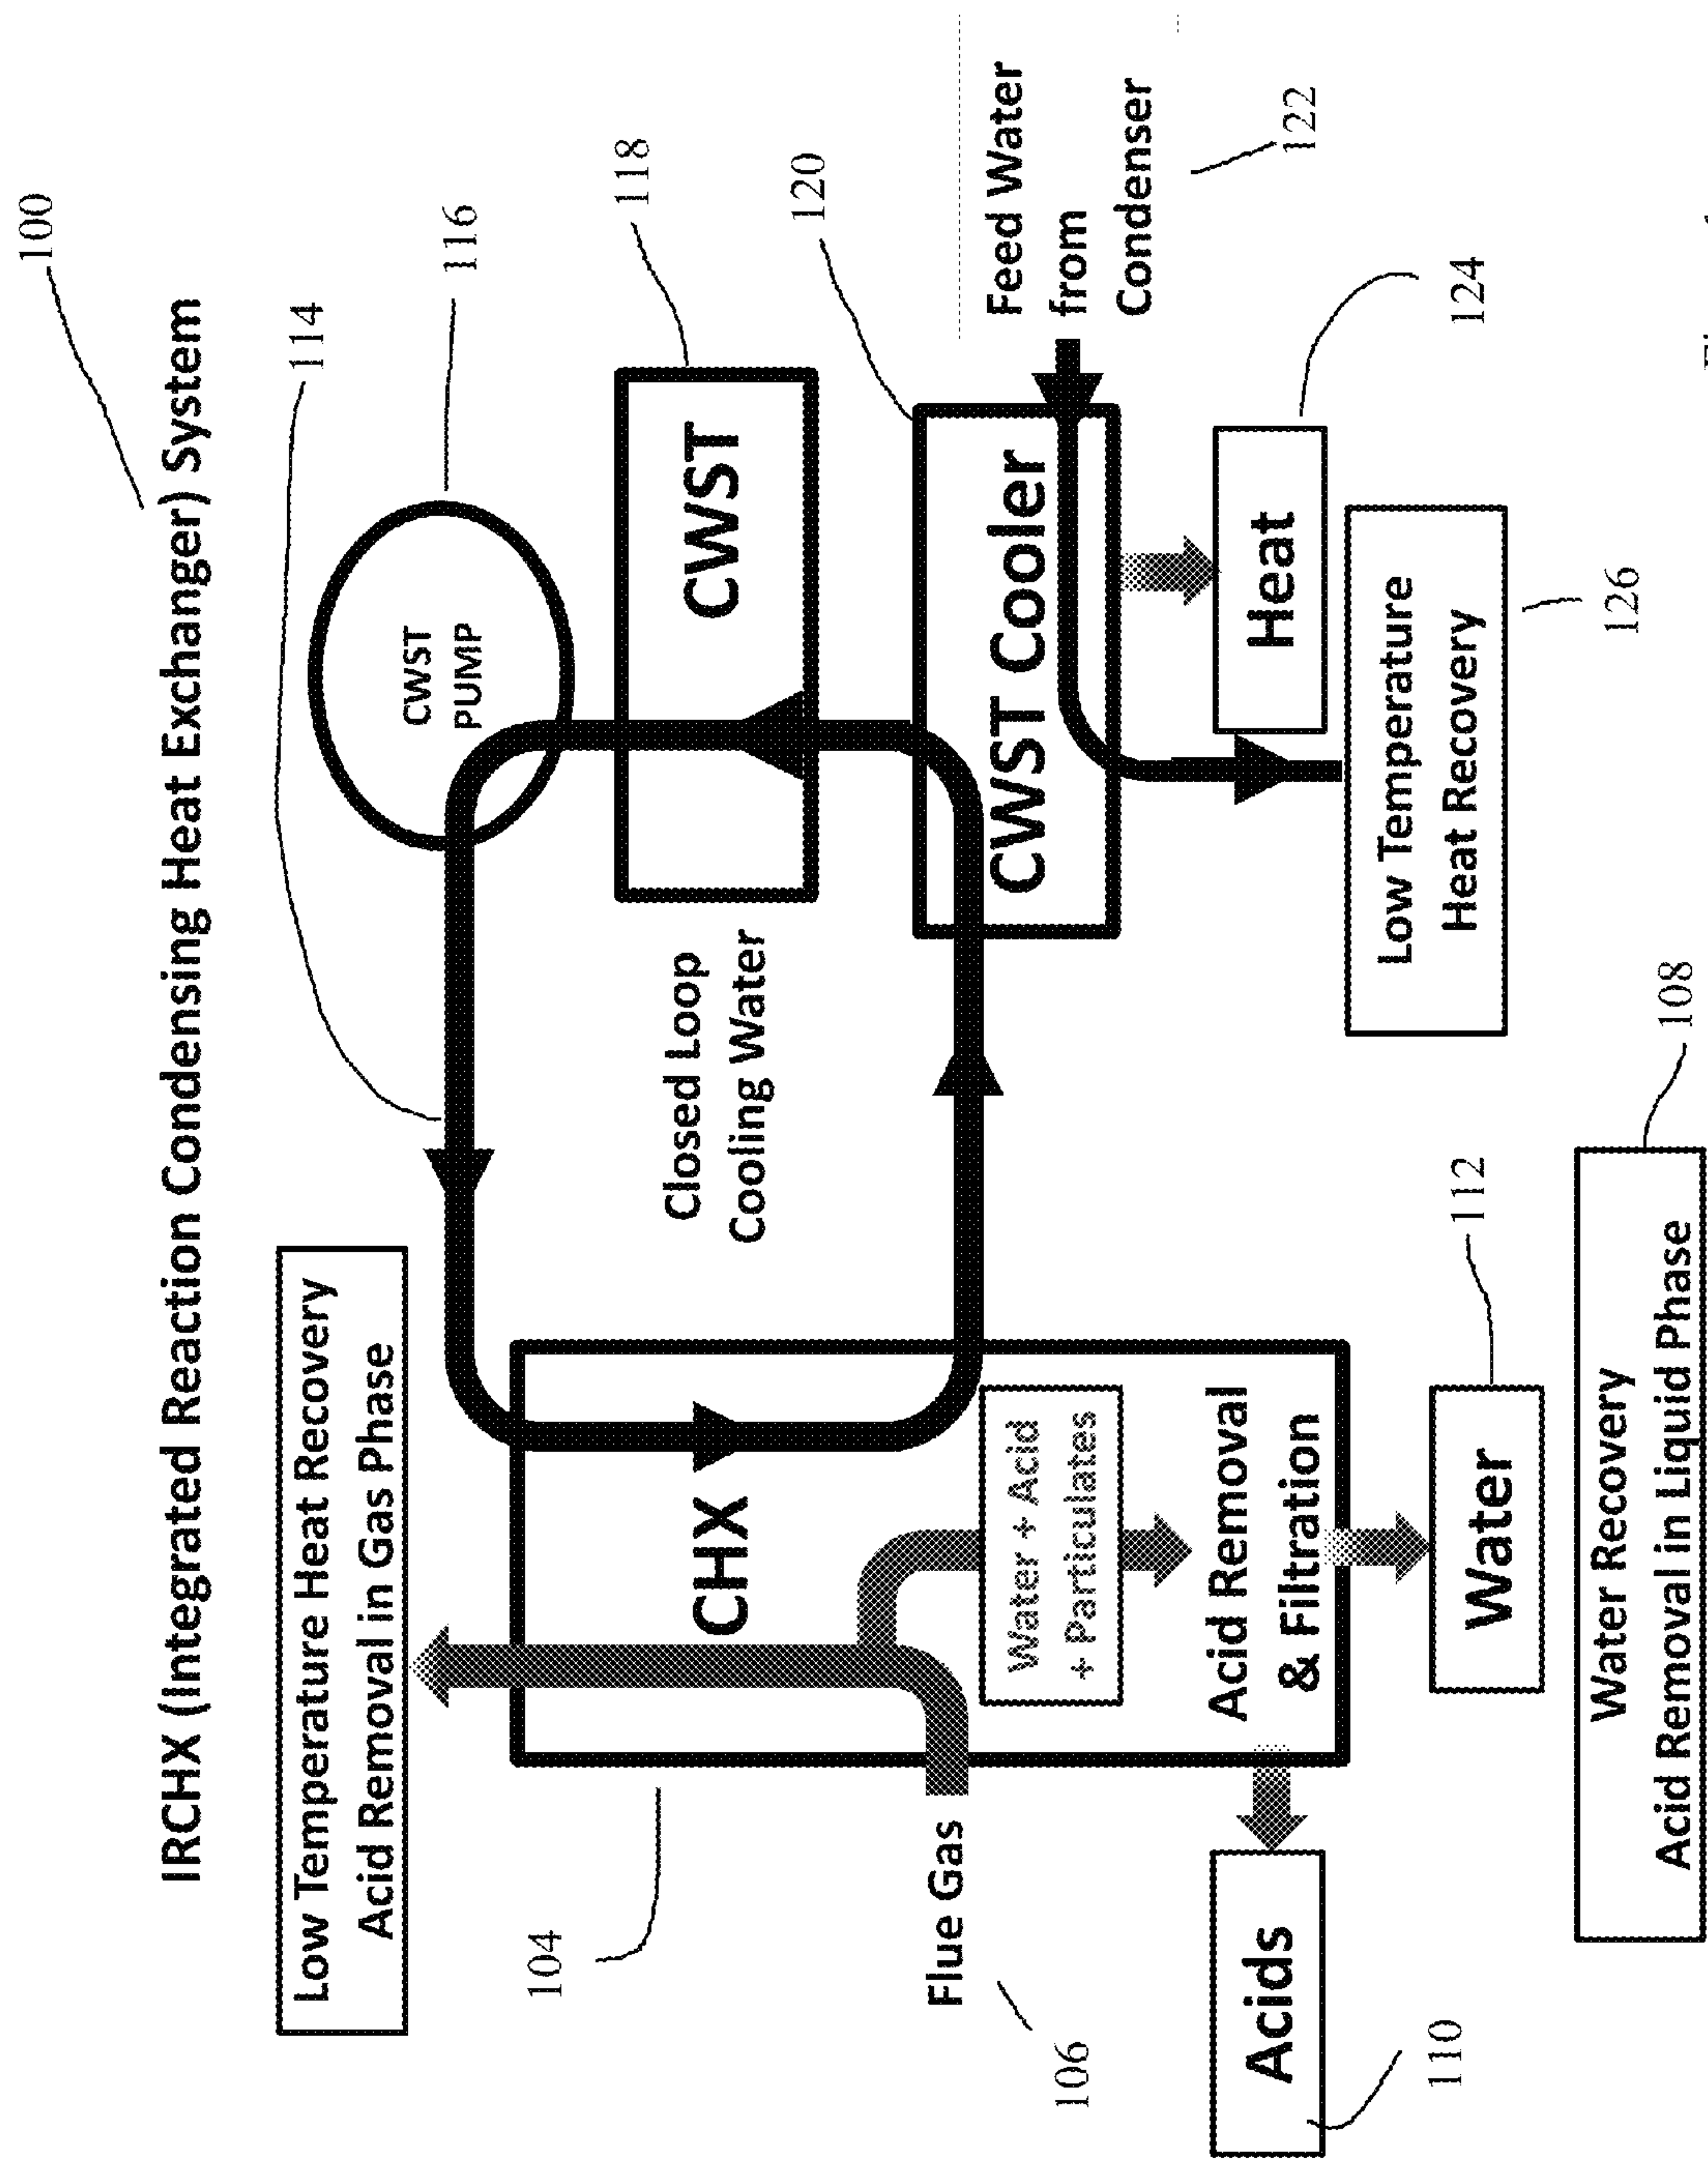 100
IRCHX (Integrated Reaction Condensing Heat Exchanger) System
114
116
Low Temperature Heat Recovery
Acid Removal in Gas Phase
CWST
PUMP
118
104
CHX
Closed Loop
Cooling Water
CWST
120
Flue Gas
106
Water + Acid
+ Particulates
CWST Cooler
Feed Water
from
Condenser
122
Acid Removal
& Filtration
Acids
110
Heat
124
Water
112
Low Temperature
Heat Recovery
126
Water Recovery
Acid Removal in Liquid Phase
108